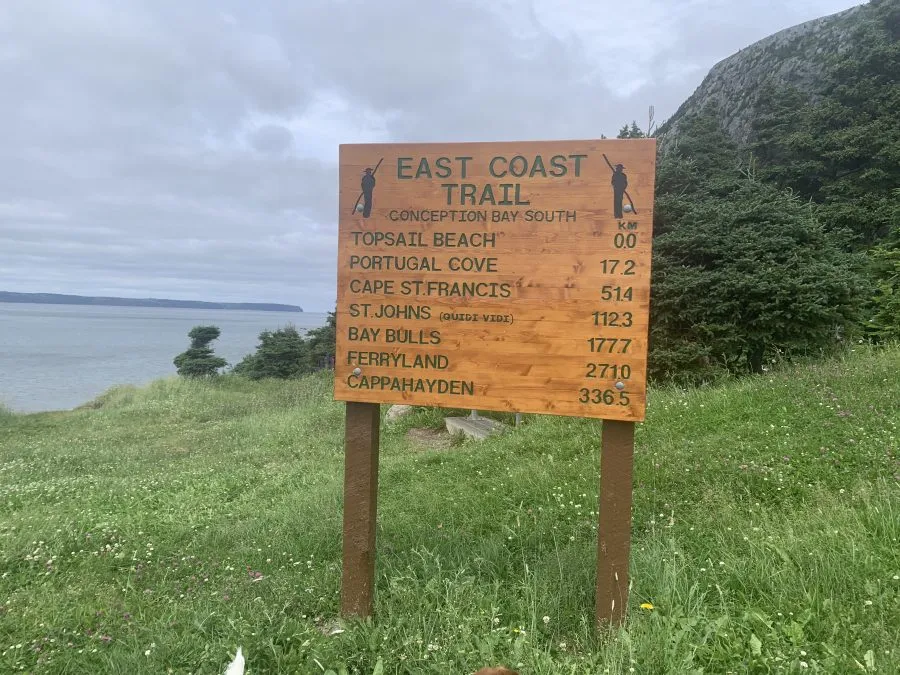 EAST COAST
TRAIL
CONCEPTION BAY SOUTH
KM
TOPSAIL BEACH 0.0
PORTUGAL COVE 17.2
CAPE ST.FRANCIS 51.4
ST.JOHNS (QUIDI VIDI) 112.3
BAY BULLS 177.7
FERRYLAND 271.0
CAPPAHAYDEN 336.5